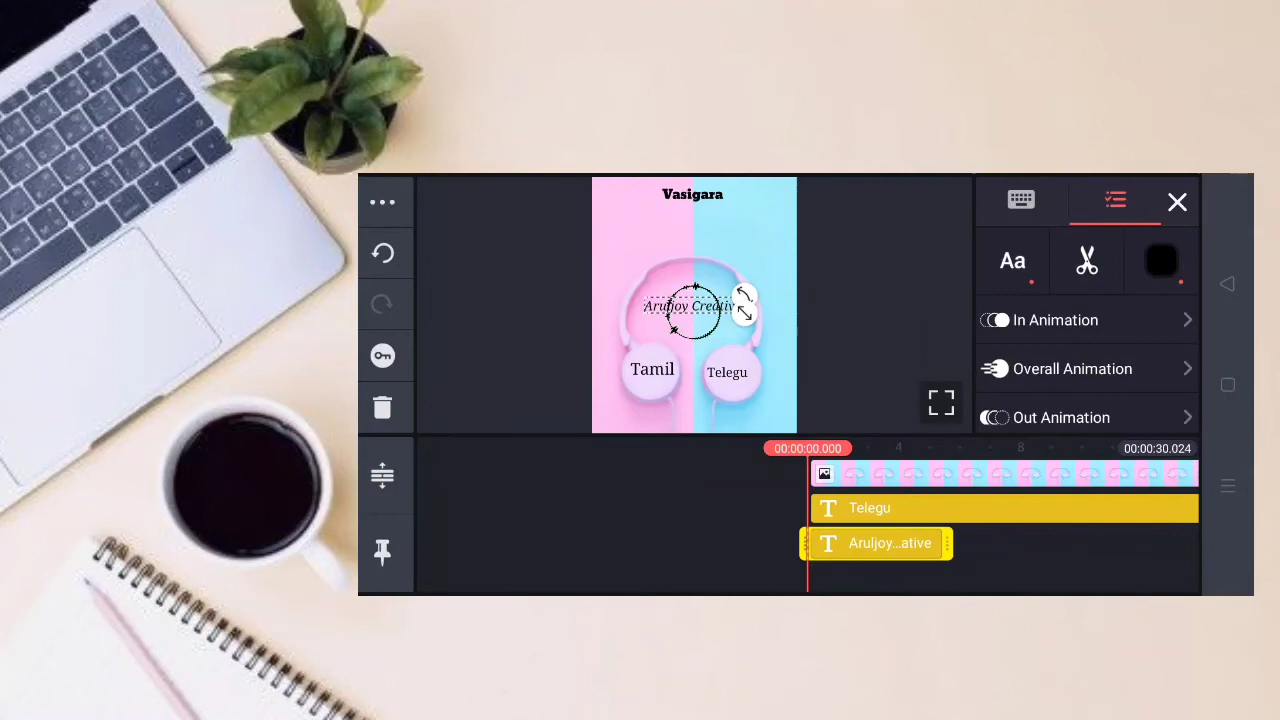 Vasigara
Aruljoy Creativ
Tamil
Telegu
Aa
In Animation
Overall Animation
Out Animation
00:00:00.000
4
8
00:00:30.024
T Telegu
T Aruljoy...ative